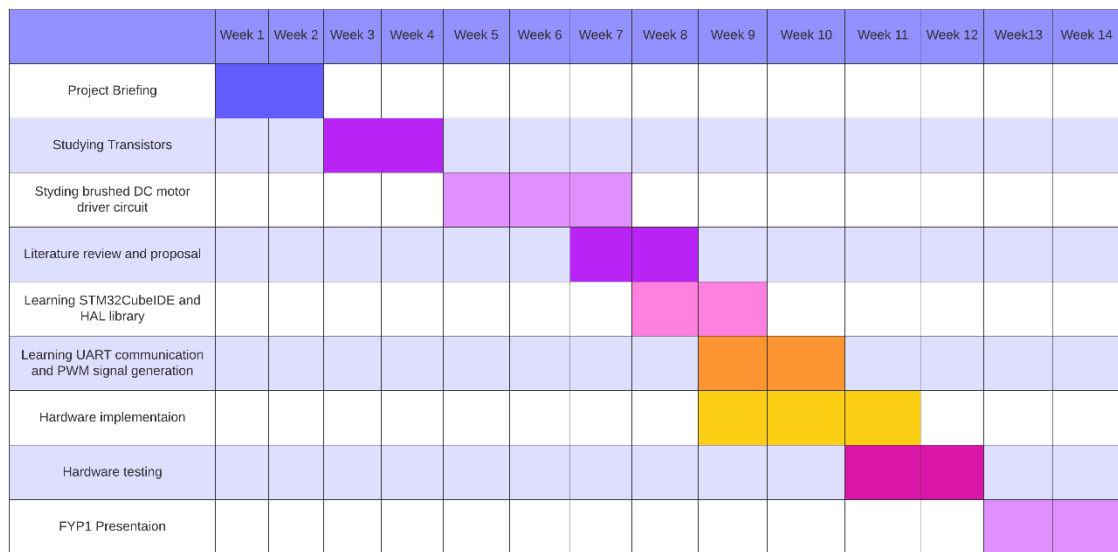 Week 1 Week 2 Week 3 Week 4 Week 5 Week 6 Week 7 Week 8 Week 9 Week 10 Week 11 Week 12 Week13 Week 14
Project Briefing
Studying Transistors
Styding brushed DC motor
driver circuit
Literature review and proposal
Learning STM32CubeIDE and
HAL library
Learning UART communication
and PWM signal generation
Hardware implementaion
Hardware testing
FYP1 Presentaion